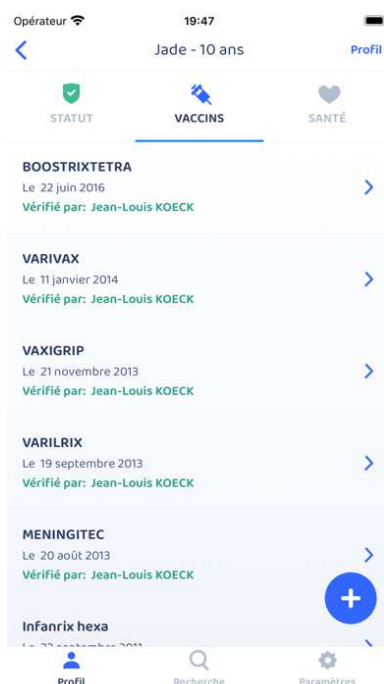 Opérateur 19:47
Jade - 10 ans Profil
STATUT VACCINS SANTÉ
BOOSTRIXTETRA
Le 22 juin 2016
Vérifié par: Jean-Louis KOECK
VARIVAX
Le 11 janvier 2014
Vérifié par: Jean-Louis KOECK
VAXIGRIP
Le 21 novembre 2013
Vérifié par: Jean-Louis KOECK
VARILRIX
Le 19 septembre 2013
Vérifié par: Jean-Louis KOECK
MENINGITEC
Le 20 août 2013
Vérifié par: Jean-Louis KOECK
Infanrix hexa
Profil Recherche Paramètres